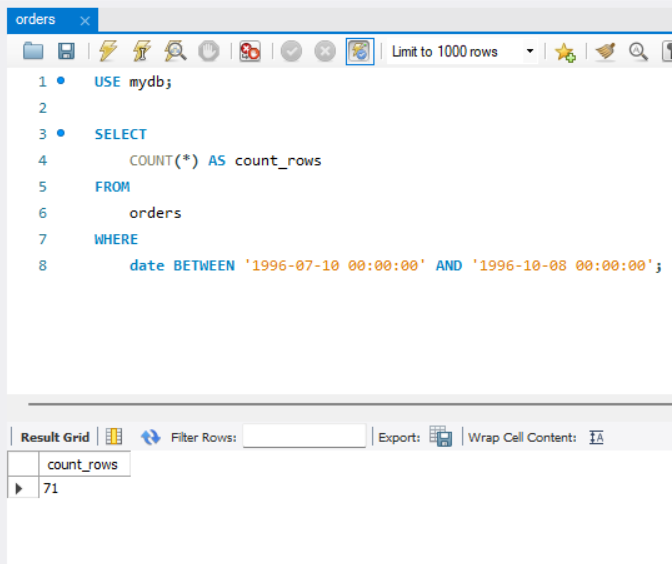 orders
Limit to 1000 rows
1 USE mydb;
2
3 SELECT
4 COUNT(*) AS count_rows
5 FROM
6 orders
7 WHERE
8 date BETWEEN '1996-07-10 00:00:00' AND '1996-10-08 00:00:00';
Result Grid Filter Rows: Export: Wrap Cell Content: IA
count_rows
71